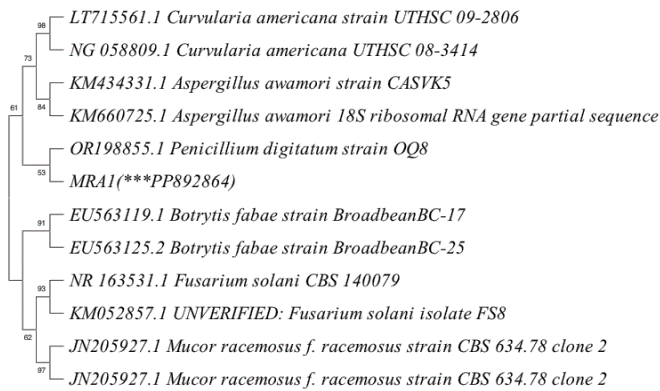 LT715561.1 Curvularia americana strain UTHSC 09-2806
98
NG 058809.1 Curvularia americana UTHSC 08-3414
73
KM434331.1 Aspergillus awamori strain CASVK5
84
KM660725.1 Aspergillus awamori 18S ribosomal RNA gene partial sequence
61
OR198855.1 Penicillium digitatum strain OQ8
53
MRA1(***PP892864)
EU563119.1 Botrytis fabae strain BroadbeanBC-17
91
EU563125.2 Botrytis fabae strain BroadbeanBC-25
NR 163531.1 Fusarium solani CBS 140079
93
KM052857.1 UNVERIFIED: Fusarium solani isolate FS8
62
JN205927.1 Mucor racemosus f. racemosus strain CBS 634.78 clone 2
97
JN205927.1 Mucor racemosus f. racemosus strain CBS 634.78 clone 2